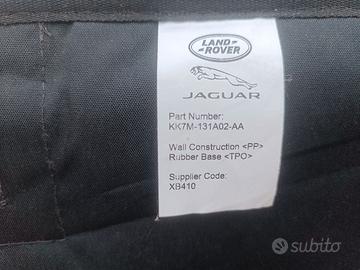 LAND
ROVER
JAGUAR
Part Number:
KK7M-131A02-AA
Wall Construction <PP>
Rubber Base <TPO>
Supplier Code:
XB410
subito